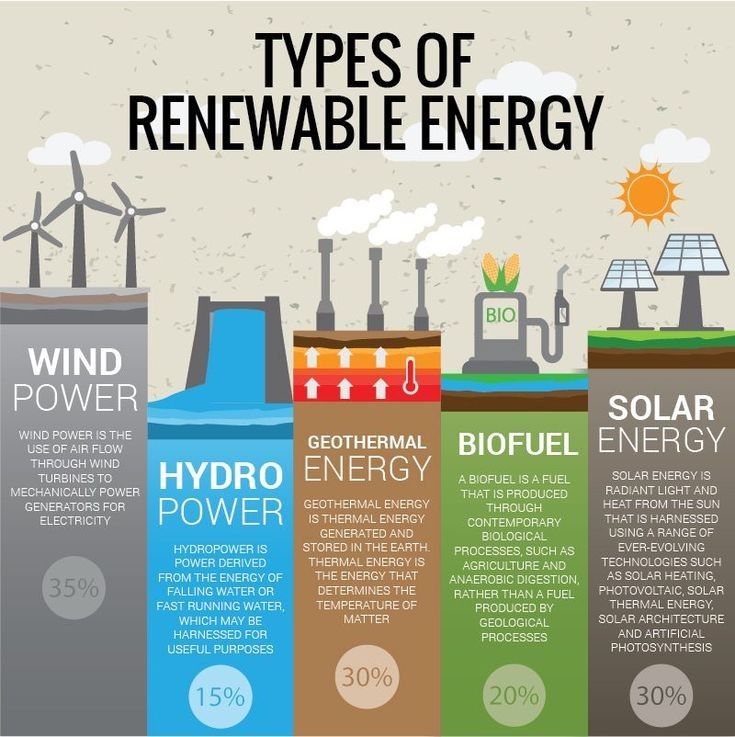 TYPES OF
RENEWABLE ENERGY
WIND
POWER
WIND POWER IS THE
USE OF AIR FLOW
THROUGH WIND
TURBINES TO
MECHANICALLY POWER
GENERATORS FOR
ELECTRICITY
35%
HYDRO
POWER
HYDROPOWER IS
POWER DERIVED
FROM THE ENERGY OF
FALLING WATER OR
FAST RUNNING WATER,
WHICH MAY BE
HARNESSED FOR
USEFUL PURPOSES
15%
GEOTHERMAL
ENERGY
GEOTHERMAL ENERGY
IS THERMAL ENERGY
GENERATED AND
STORED IN THE EARTH.
THERMAL ENERGY IS
THE ENERGY THAT
DETERMINES THE
TEMPERATURE OF
MATTER
30%
BIO
BIOFUEL
A BIOFUEL IS A FUEL
THAT IS PRODUCED
THROUGH
CONTEMPORARY
BIOLOGICAL
PROCESSES, SUCH AS
AGRICULTURE AND
ANAEROBIC DIGESTION,
RATHER THAN A FUEL
PRODUCED BY
GEOLOGICAL
PROCESSES
20%
SOLAR
ENERGY
SOLAR ENERGY IS
RADIANT LIGHT AND
HEAT FROM THE SUN
THAT IS HARNESSED
USING A RANGE OF
EVER-EVOLVING
TECHNOLOGIES SUCH
AS SOLAR HEATING,
PHOTOVOLTAIC, SOLAR
THERMAL ENERGY,
SOLAR ARCHITECTURE
AND ARTIFICIAL
PHOTOSYNTHESIS
30%